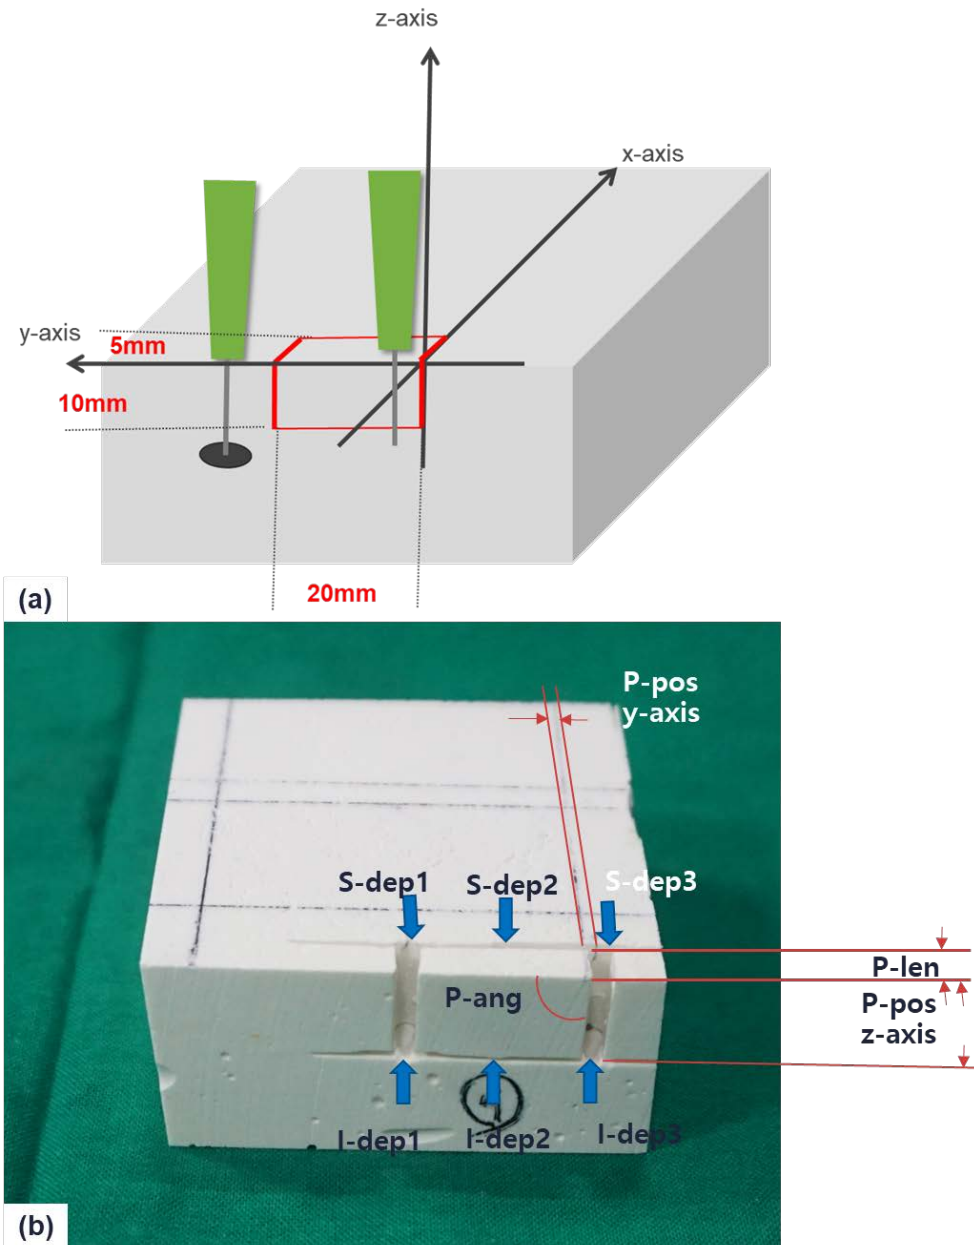 z-axis
x-axis
y-axis
5mm
10mm
20mm
(a)
P-pos
y-axis
S-dep1
S-dep2
S-dep3
P-len
P-ang
P-pos
z-axis
I-dep1
I-dep2
I-dep3
(b)